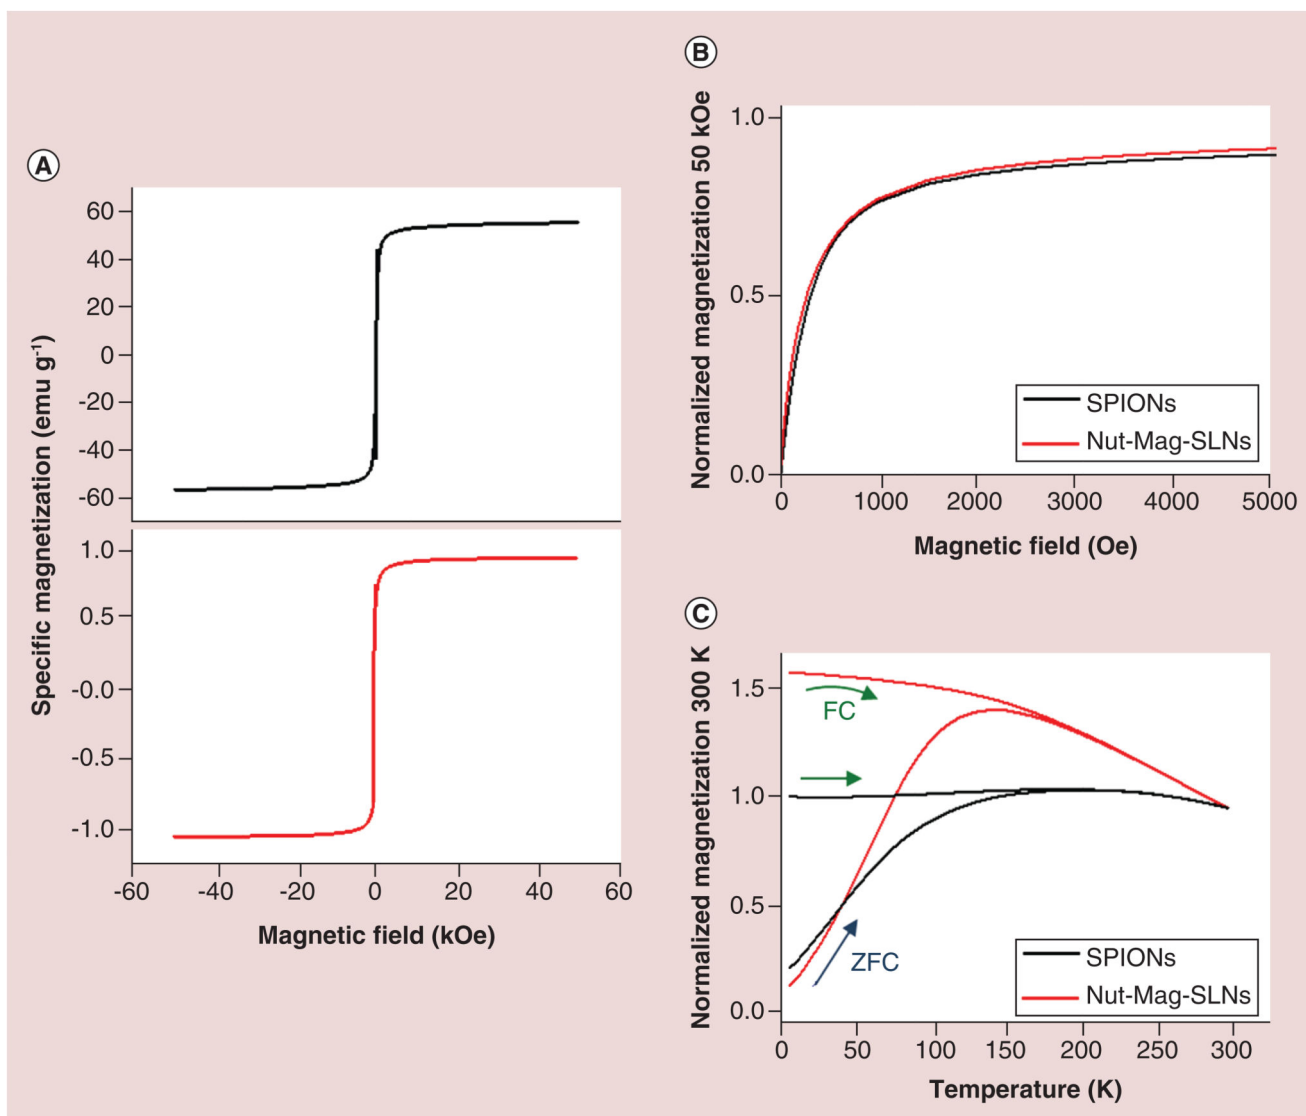 A
Specific magnetization (emu g-1)
60
40
20
0
-20
-40
-60
1.0
0.5
-0.0
-0.5
-1.0
-60 -40 -20 0 20 40 60
Magnetic field (kOe)
B
Normalized magnetization 50 kOe
1.0
0.5
0.0
SPIONs
Nut-Mag-SLNs
0 1000 2000 3000 4000 5000
Magnetic field (Oe)
C
Normalized magnetization 300 K
1.5
1.0
0.5
0.0
FC
ZFC
SPIONs
Nut-Mag-SLNs
0 50 100 150 200 250 300
Temperature (K)